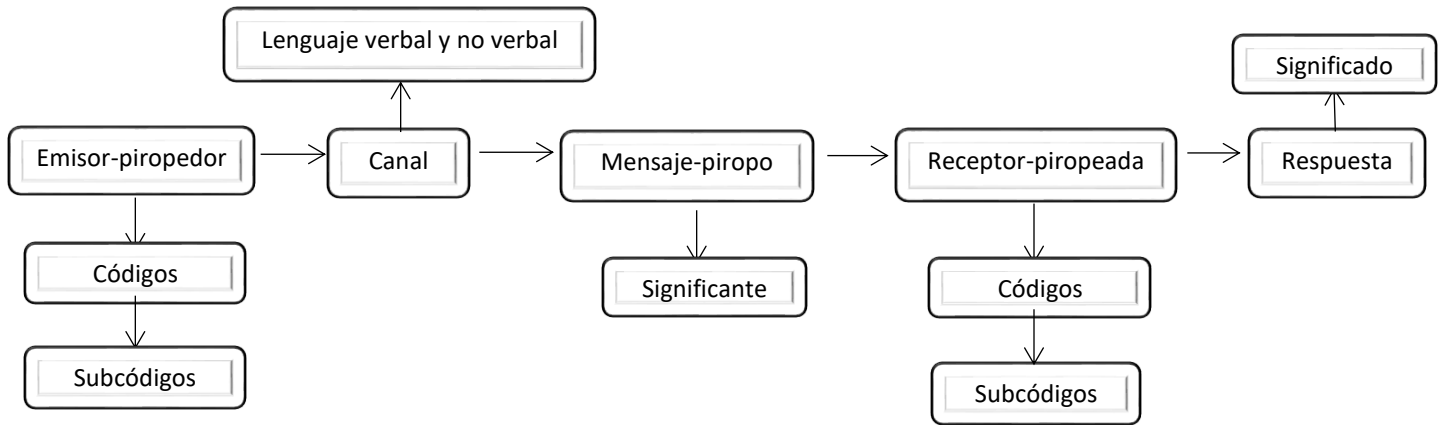 Lenguaje verbal y no verbal
Significado
Emisor-piropedor
Canal
Mensaje-piropo
Receptor-piropeada
Respuesta
Códigos
Significante
Códigos
Subcódigos
Subcódigos